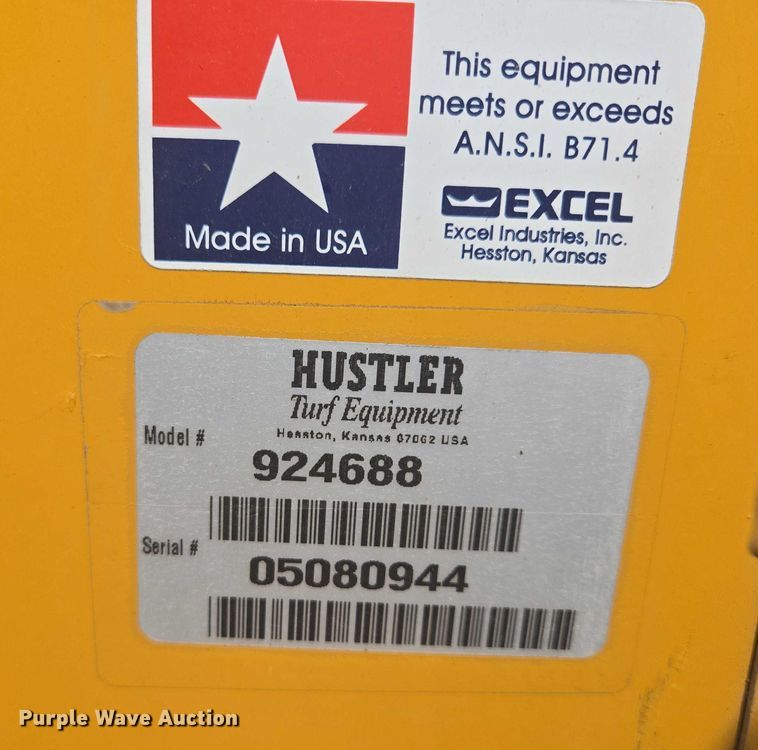 Made in USA
This equipment
meets or exceeds
A.N.S.I. B71.4
EXCEL
Excel Industries, Inc.
Hesston, Kansas
HUSTLER
Turf Equipment
Hesston, Kansas 67062 USA
Model #
924688
Serial #
05080944
Purple Wave Auction